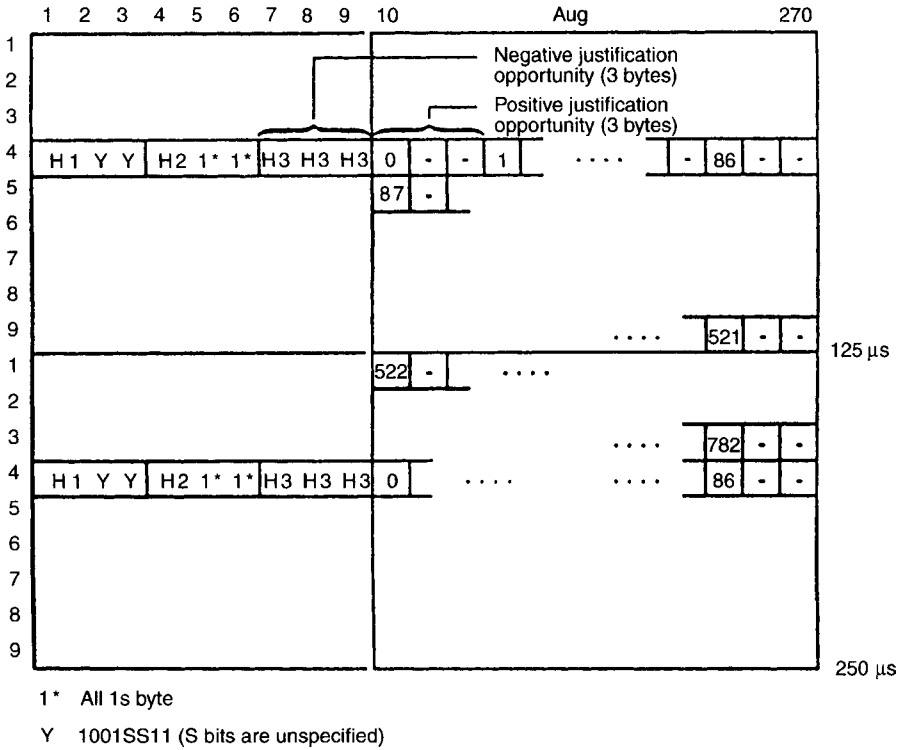 1 2 3 4 5 6 7 8 9 10 Aug 270
1
Negative justification
2
opportunity (3 bytes)
3
Positive justification
opportunity (3 bytes)
4 H1 Y Y H2 1* 1* H3 H3 H3 0 - - 1 .... - 86 - -
5 87 -
6
7
8
9 .... 521 - -
125 µs
1 522 - ....
2
3 .... 782 - -
4 H1 Y Y H2 1* 1* H3 H3 H3 0 .... .... 86 - -
5
6
7
8
9
250 µs
1* All 1s byte
Y 1001SS11 (S bits are unspecified)